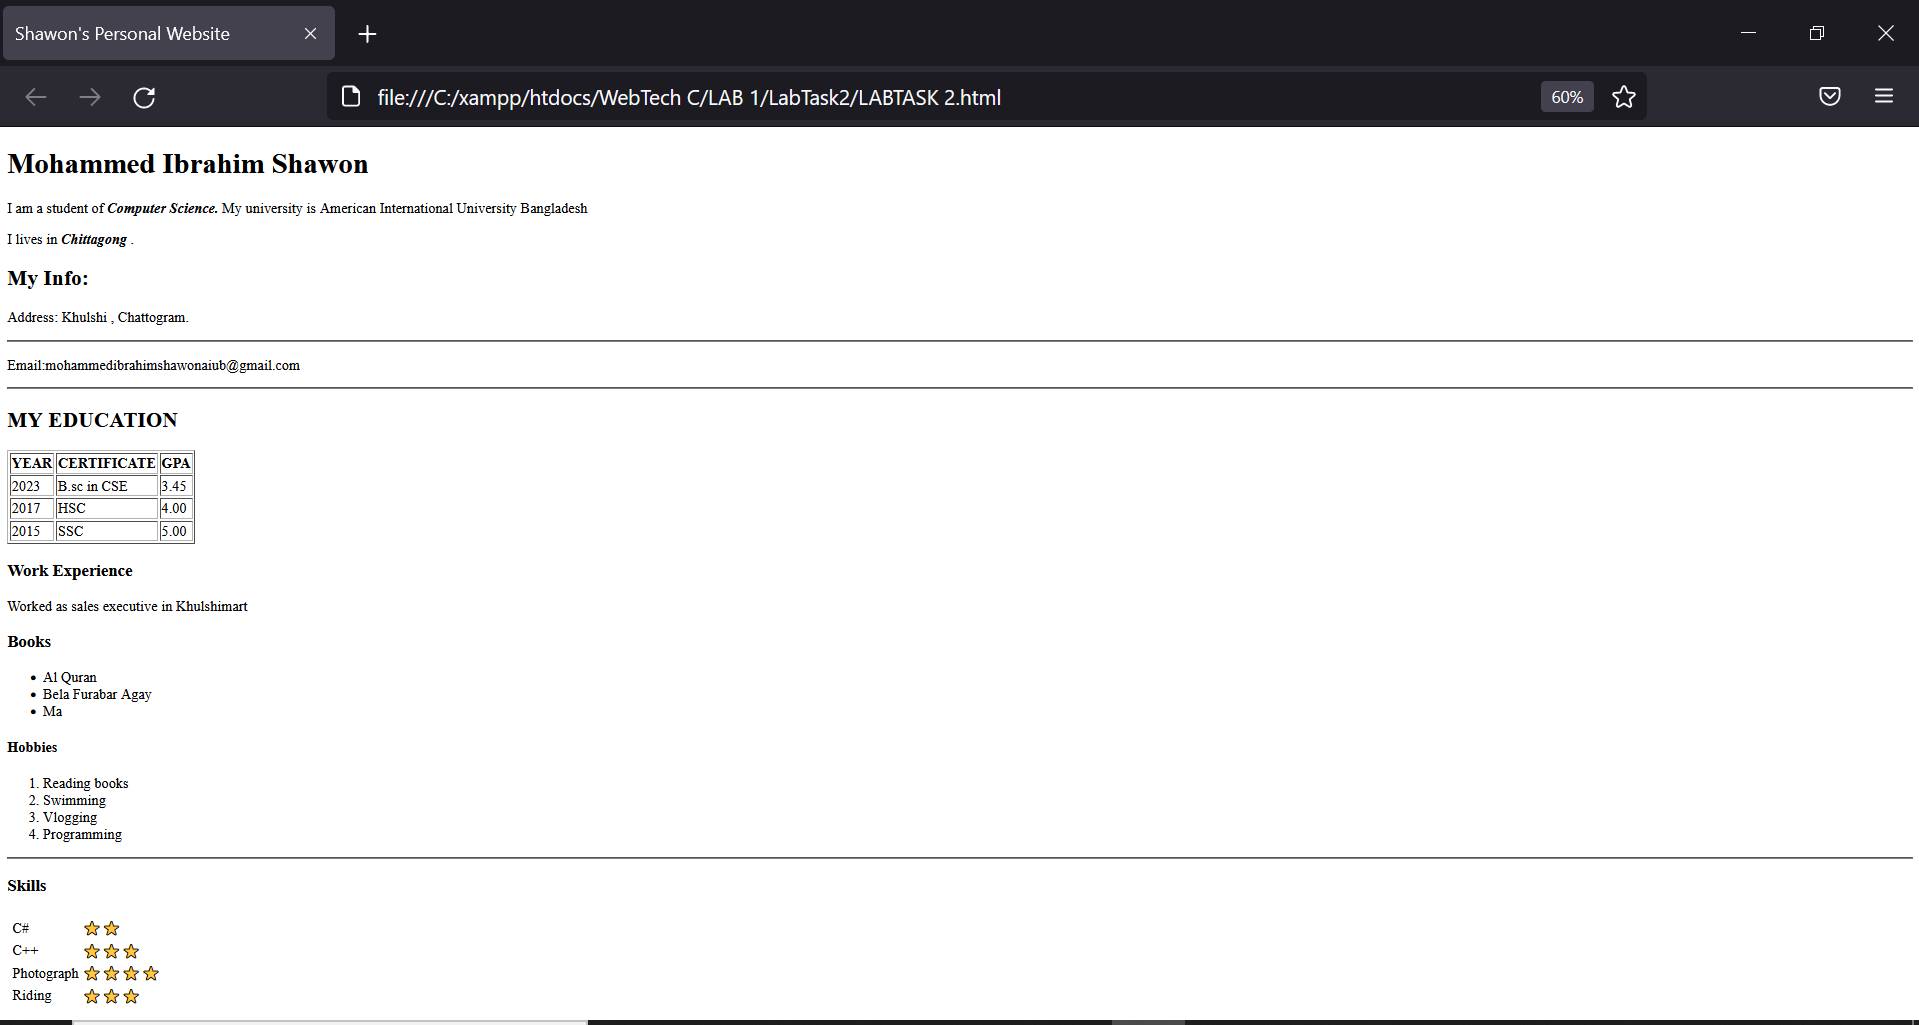 Shawon's Personal Website
file:///C:/xampp/htdocs/WebTech C/LAB 1/LabTask2/LABTASK 2.html
60%
Mohammed Ibrahim Shawon
I am a student of Computer Science. My university is American International University Bangladesh
I lives in Chittagong .
My Info:
Address: Khulshi , Chattogram.
Email:mohammedibrahimshawonaiub@gmail.com
MY EDUCATION
YEAR CERTIFICATE GPA
2023 B.sc in CSE 3.45
2017 HSC 4.00
2015 SSC 5.00
Work Experience
Worked as sales executive in Khulshimart
Books
• Al Quran
• Bela Furabar Agay
• Ma
Hobbies
1. Reading books
2. Swimming
3. Vlogging
4. Programming
Skills
C#
C++
Photograph
Riding